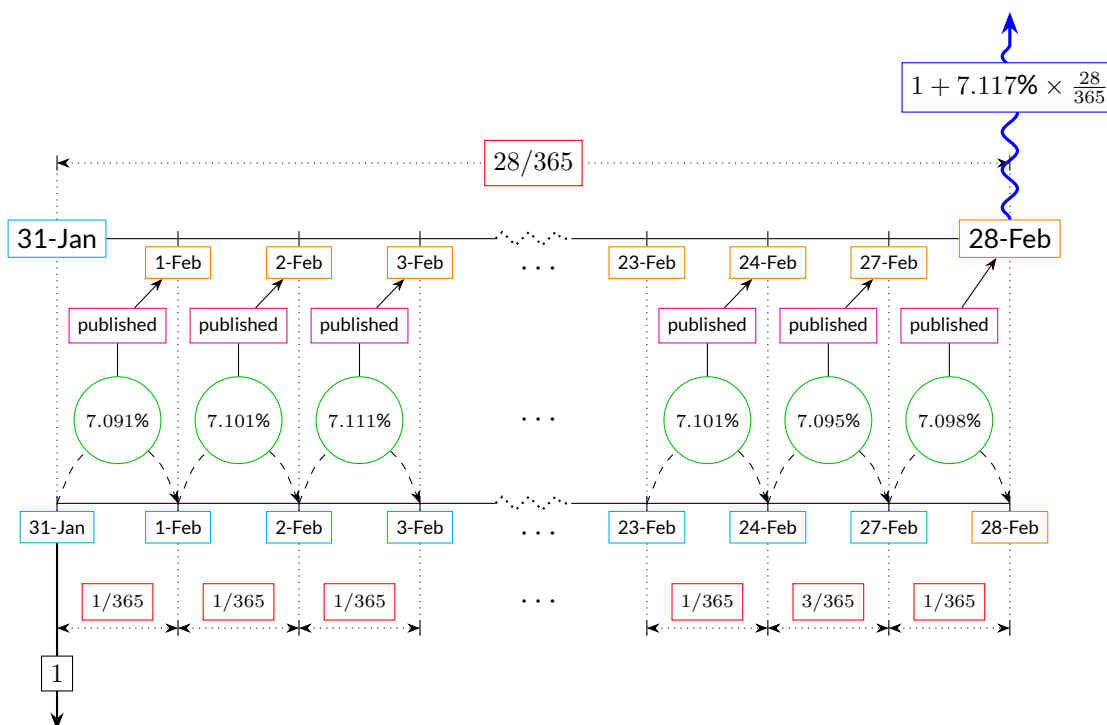 1 + 7.117% × 28/365
28/365
31-Jan 28-Feb
1-Feb 2-Feb 3-Feb ... 23-Feb 24-Feb 27-Feb
published published published published published published
7.091% 7.101% 7.111% ... 7.101% 7.095% 7.098%
31-Jan 1-Feb 2-Feb 3-Feb ... 23-Feb 24-Feb 27-Feb 28-Feb
1/365 1/365 1/365 ... 1/365 3/365 1/365
1